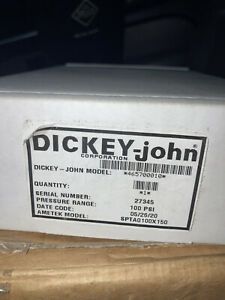 DICKEY-john
CORPORATION
DICKEY-JOHN MODEL: *465700010*
QUANTITY: *1*
SERIAL NUMBER: 27345
PRESSURE RANGE: 100 PSI
DATE CODE: 05/26/20
AMETEK MODEL: SPTAG100X150